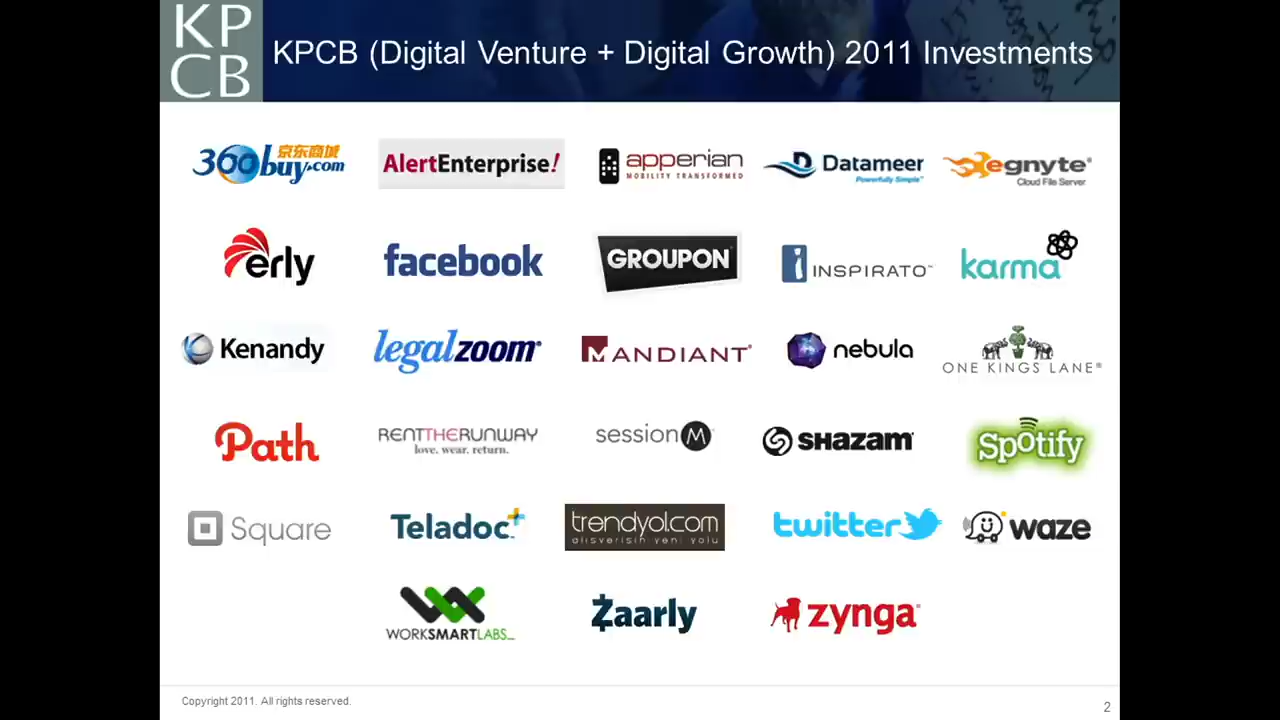 KP
CB
KPCB (Digital Venture + Digital Growth) 2011 Investments
京东商城
360buy.com
AlertEnterprise!
apperian
MOBILITY TRANSFORMED
Datameer
Powerfully Simple™
egnyte®
Cloud File Server
erly
facebook
GROUPON
i INSPIRATO™
karma
Kenandy
legalzoom®
MANDIANT®
nebula
ONE KINGS LANE®
Path
RENTTHERUNWAY
love. wear. return.
session M
SHAZAM
Spotify
Square
Teladoc
trendyol.com
alisverisin yeni yolu
twitter
waze
WORKSMARTLABS
Zaarly
zynga®
Copyright 2011. All rights reserved.
2